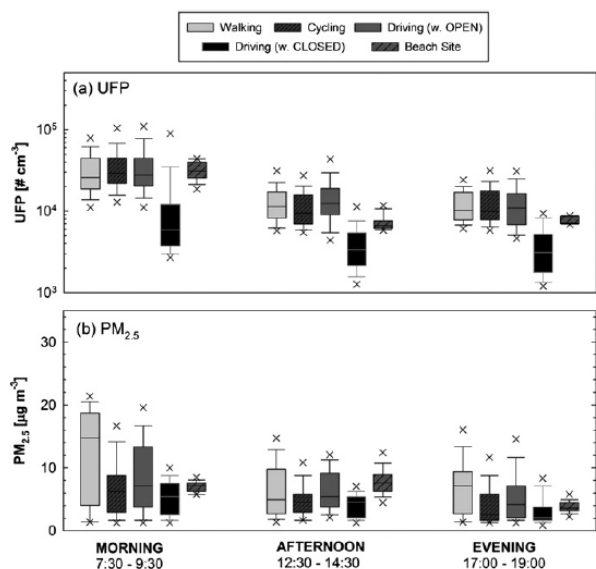 Walking Cycling Driving (w. OPEN)
Driving (w. CLOSED) Beach Site
(a) UFP
UFP [# cm⁻³]
10⁵
10⁴
10³
(b) PM₂.₅
PM₂.₅ [µg m⁻³]
30
20
10
0
MORNING AFTERNOON EVENING
7:30 - 9:30 12:30 - 14:30 17:00 - 19:00